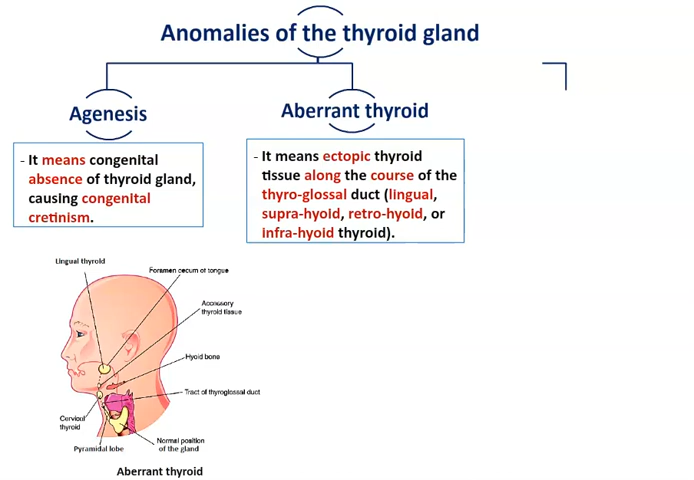 Anomalies of the thyroid gland
Agenesis
- It means congenital
absence of thyroid gland,
causing congenital
cretinism.
Aberrant thyroid
- It means ectopic thyroid
tissue along the course of the
thyro-glossal duct (lingual,
supra-hyoid, retro-hyoid, or
infra-hyoid thyroid).
Lingual thyroid
Foramen cecum of tongue
Accessory
thyroid tissue
Hyoid bone
Tract of thyroglossal duct
Cervical
thyroid
Pyramidal lobe
Normal position
of the gland
Aberrant thyroid